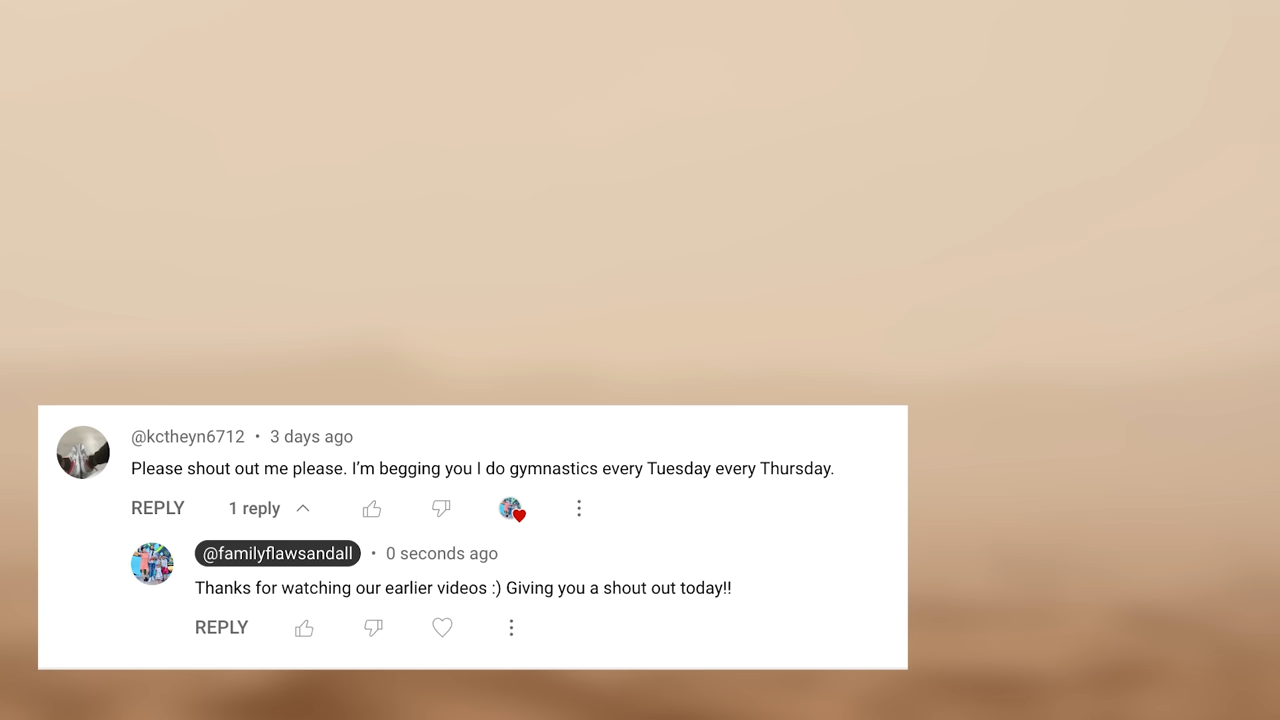 @kctheyn6712 • 3 days ago
Please shout out me please. I’m begging you I do gymnastics every Tuesday every Thursday.
REPLY 1 reply
@familyflawsandall • 0 seconds ago
Thanks for watching our earlier videos :) Giving you a shout out today!!
REPLY